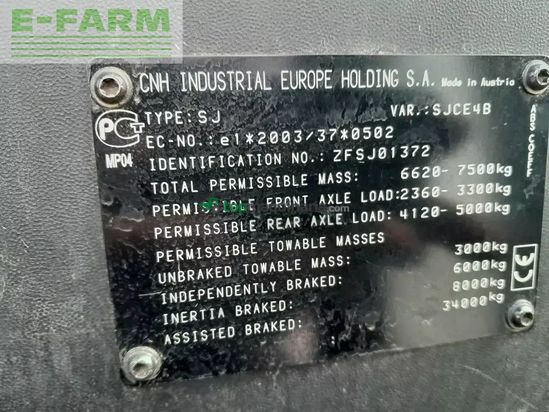 E-FARM
CNH INDUSTRIAL EUROPE HOLDING S.A. Made in Austria
TYPE: SJ VAR.: SJCE4B
EC-NO.: e1*2003/37*0502
IDENTIFICATION NO.: ZFSJ01372
TOTAL PERMISSIBLE MASS: 6620- 7500kg
PERMISSIBLE FRONT AXLE LOAD: 2360- 3300kg
PERMISSIBLE REAR AXLE LOAD: 4120- 5000kg
PERMISSIBLE TOWABLE MASSES
UNBRAKED TOWABLE MASS: 3000kg
INDEPENDENTLY BRAKED: 6000kg
INERTIA BRAKED: 8000kg
ASSISTED BRAKED: 34000kg
MP04
CE